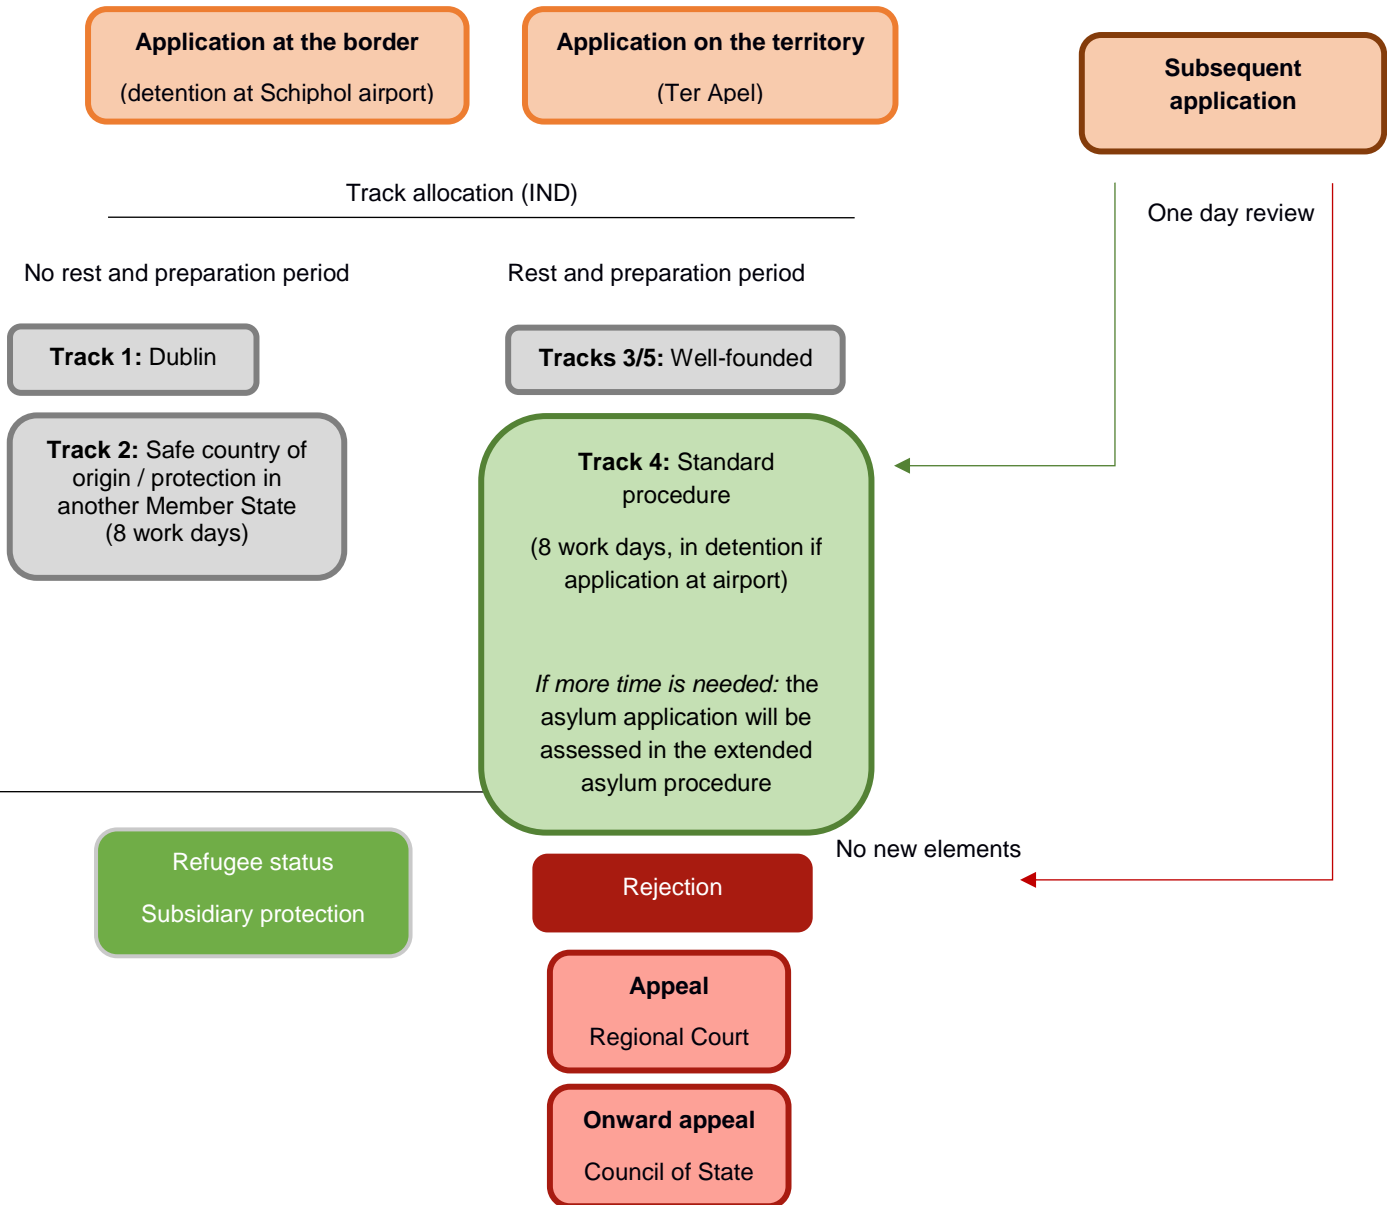 Application at the border
(detention at Schiphol airport)
Application on the territory
(Ter Apel)
Subsequent
application
Track allocation (IND)
One day review
No rest and preparation period
Rest and preparation period
Track 1: Dublin
Tracks 3/5: Well-founded
Track 2: Safe country of
origin / protection in
another Member State
(8 work days)
Track 4: Standard
procedure
(8 work days, in detention if
application at airport)
If more time is needed: the
asylum application will be
assessed in the extended
asylum procedure
No new elements
Refugee status
Subsidiary protection
Rejection
Appeal
Regional Court
Onward appeal
Council of State